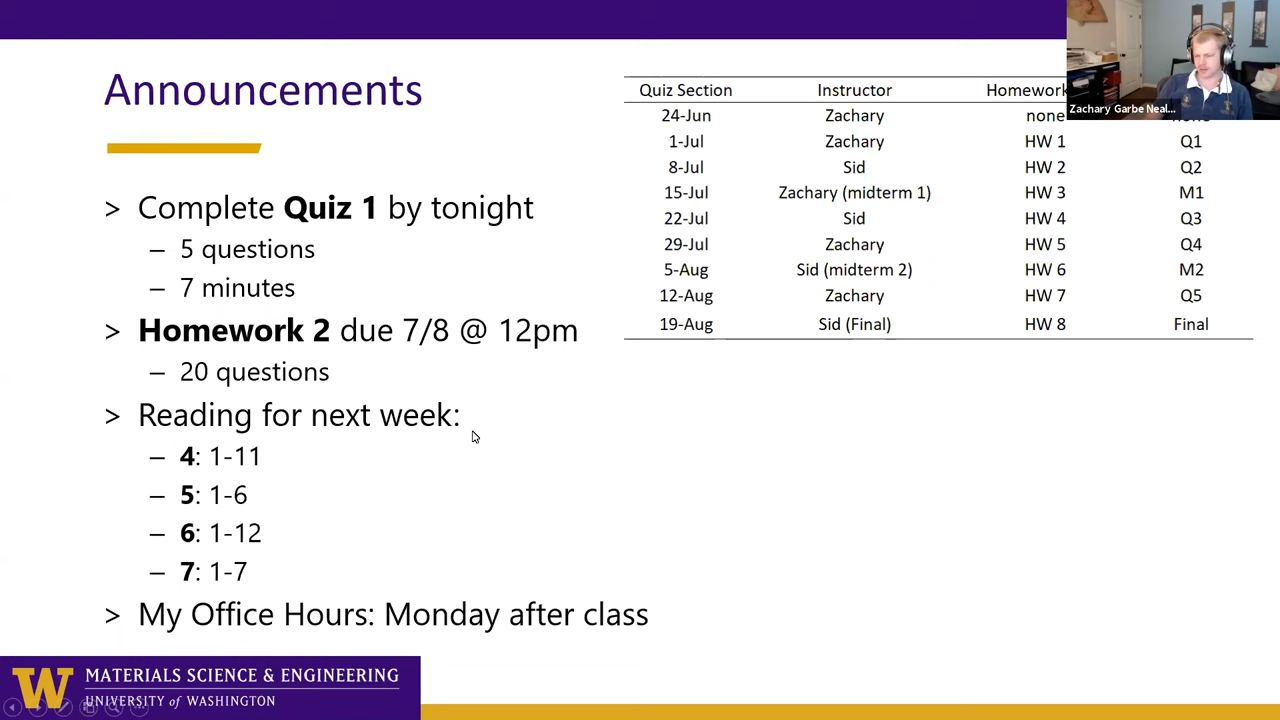 Announcements
> Complete Quiz 1 by tonight
– 5 questions
– 7 minutes
> Homework 2 due 7/8 @ 12pm
– 20 questions
> Reading for next week:
– 4: 1-11
– 5: 1-6
– 6: 1-12
– 7: 1-7
> My Office Hours: Monday after class
Quiz Section Instructor Homework
24-Jun Zachary none
1-Jul Zachary HW 1 Q1
8-Jul Sid HW 2 Q2
15-Jul Zachary (midterm 1) HW 3 M1
22-Jul Sid HW 4 Q3
29-Jul Zachary HW 5 Q4
5-Aug Sid (midterm 2) HW 6 M2
12-Aug Zachary HW 7 Q5
19-Aug Sid (Final) HW 8 Final
Zachary Garbe Neal...
W MATERIALS SCIENCE & ENGINEERING
UNIVERSITY of WASHINGTON